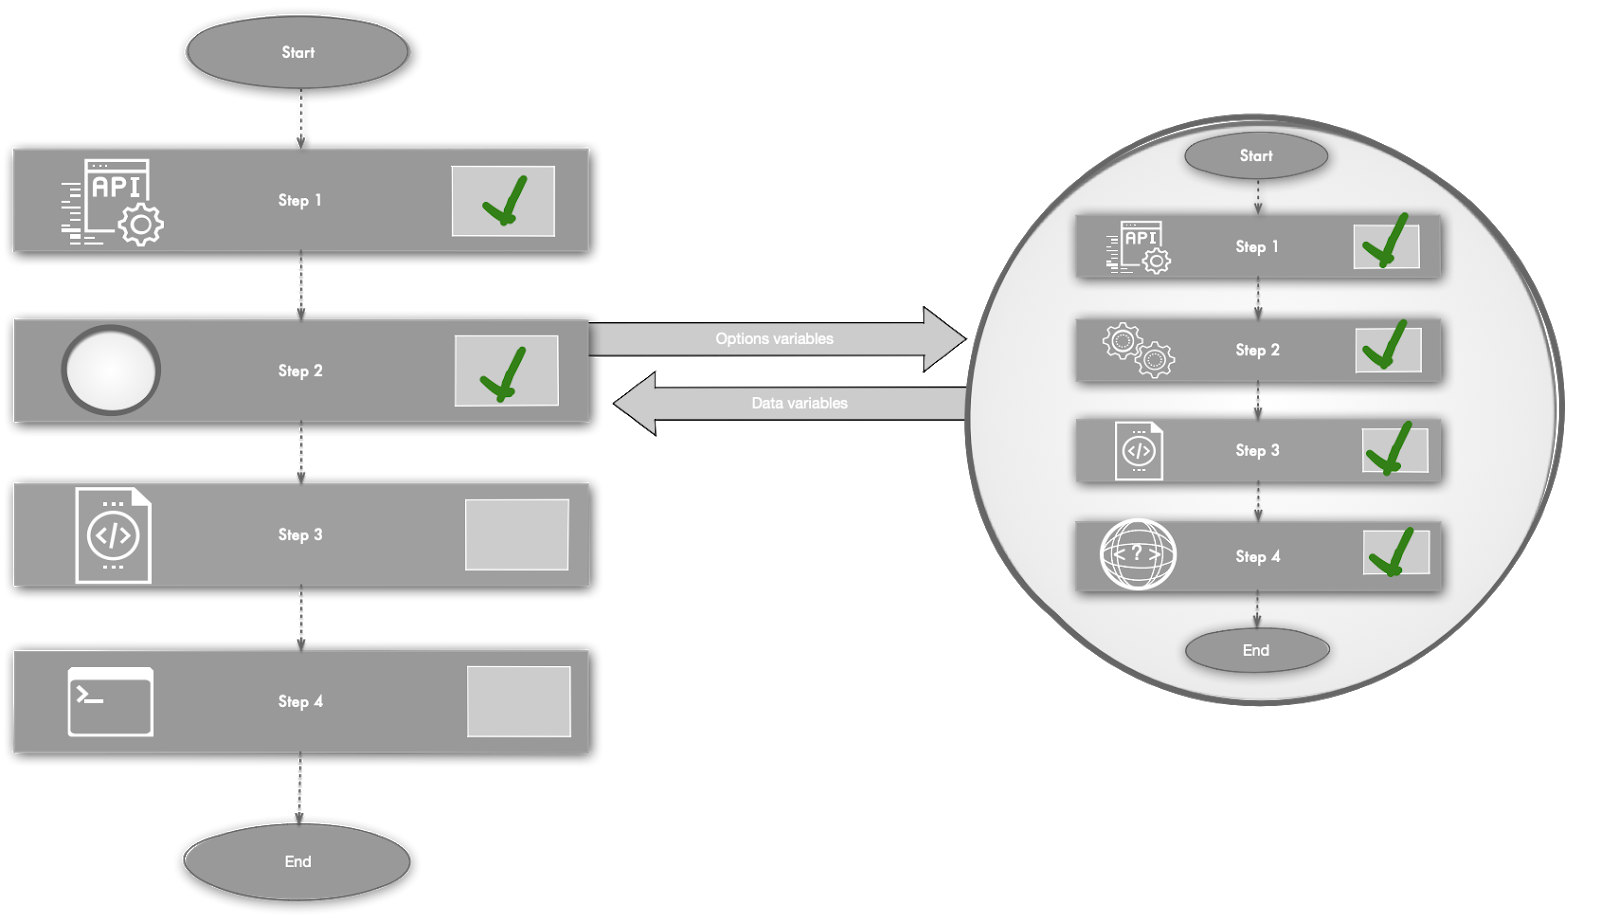 Start
API
Step 1
Step 2
</>
Step 3
>_
Step 4
End
Options variables
Data variables
Start
API
Step 1
Step 2
</>
Step 3
< ? >
Step 4
End